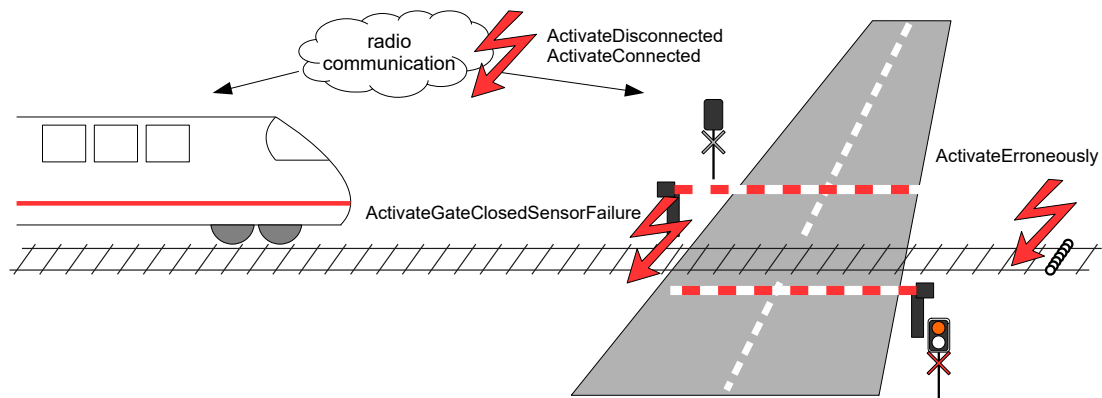 radio
communication
ActivateDisconnected
ActivateConnected
ActivateErroneously
ActivateGateClosedSensorFailure